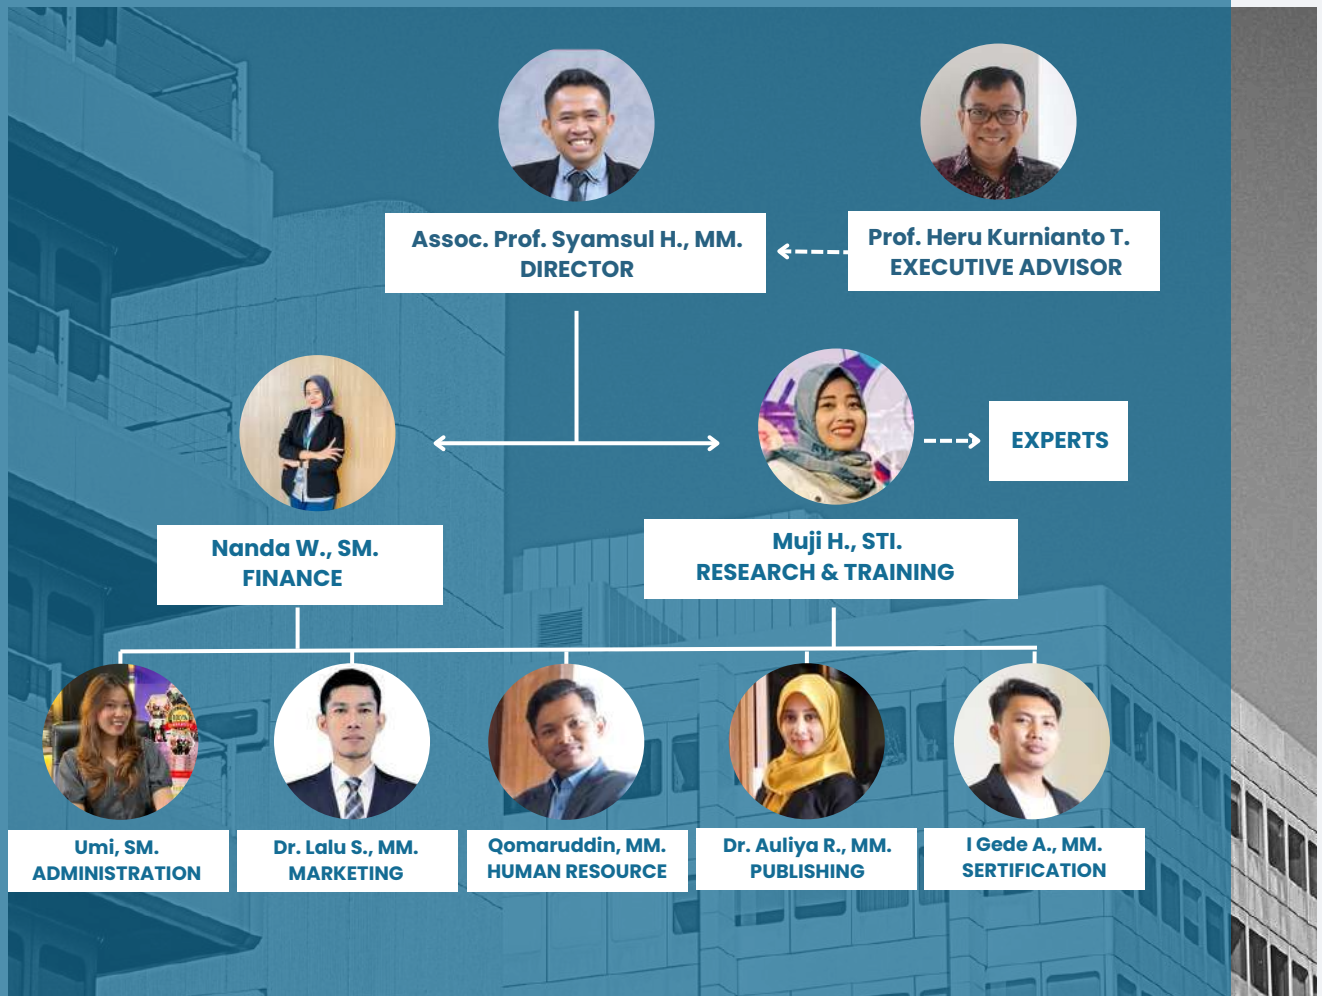 Assoc. Prof. Syamsul H., MM.
DIRECTOR
Prof. Heru Kurnianto T.
EXECUTIVE ADVISOR
EXPERTS
Nanda W., SM.
FINANCE
Muji H., STI.
RESEARCH & TRAINING
Umi, SM.
ADMINISTRATION
Dr. Lalu S., MM.
MARKETING
Qomaruddin, MM.
HUMAN RESOURCE
Dr. Auliya R., MM.
PUBLISHING
I Gede A., MM.
SERTIFICATION